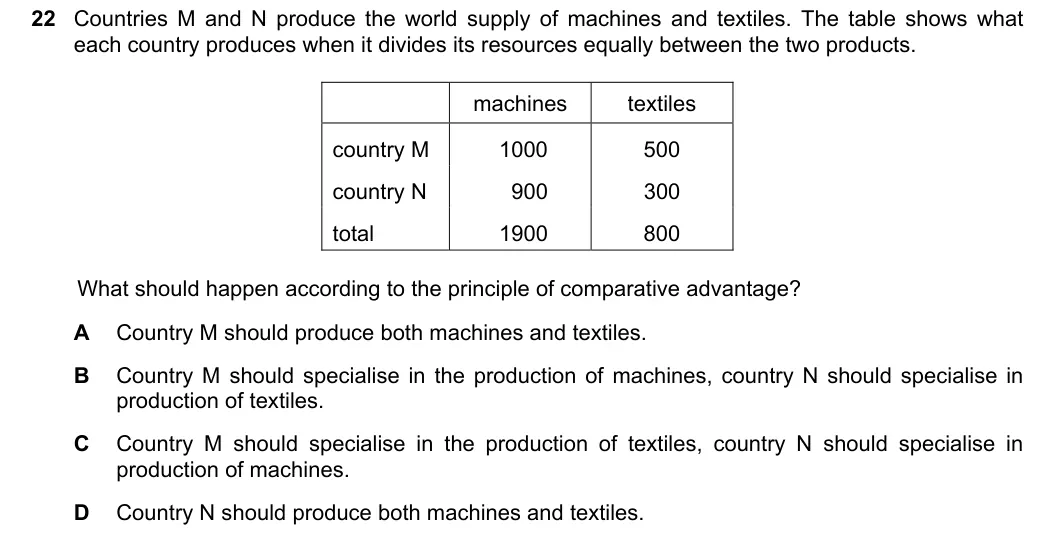 22 Countries M and N produce the world supply of machines and textiles. The table shows what
each country produces when it divides its resources equally between the two products.
machines textiles
country M 1000 500
country N 900 300
total 1900 800
What should happen according to the principle of comparative advantage?
A Country M should produce both machines and textiles.
B Country M should specialise in the production of machines, country N should specialise in
production of textiles.
C Country M should specialise in the production of textiles, country N should specialise in
production of machines.
D Country N should produce both machines and textiles.